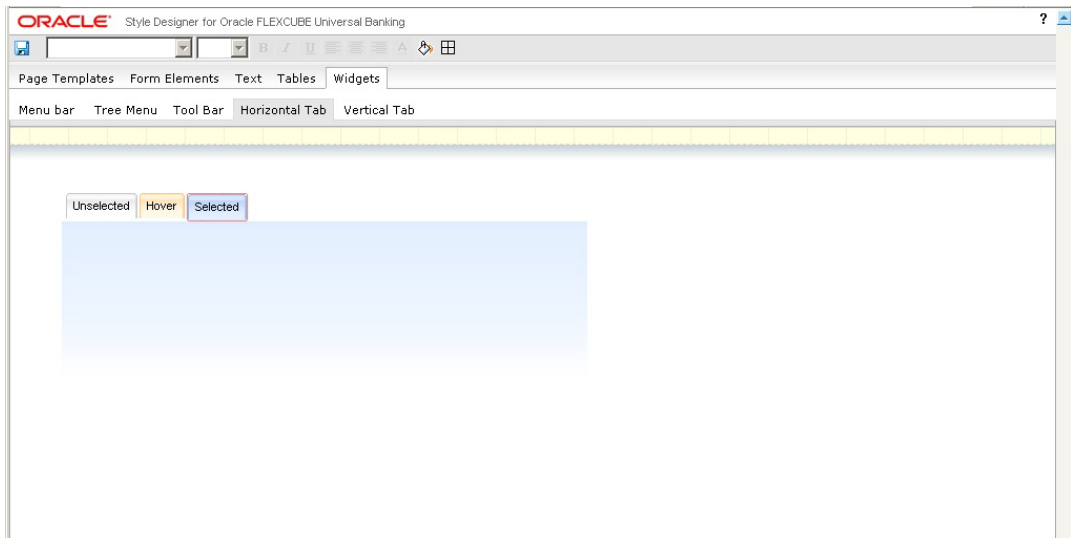 ORACLE® Style Designer for Oracle FLEXCUBE Universal Banking ?
B I U A
Page Templates Form Elements Text Tables Widgets
Menu bar Tree Menu Tool Bar Horizontal Tab Vertical Tab
Unselected Hover Selected